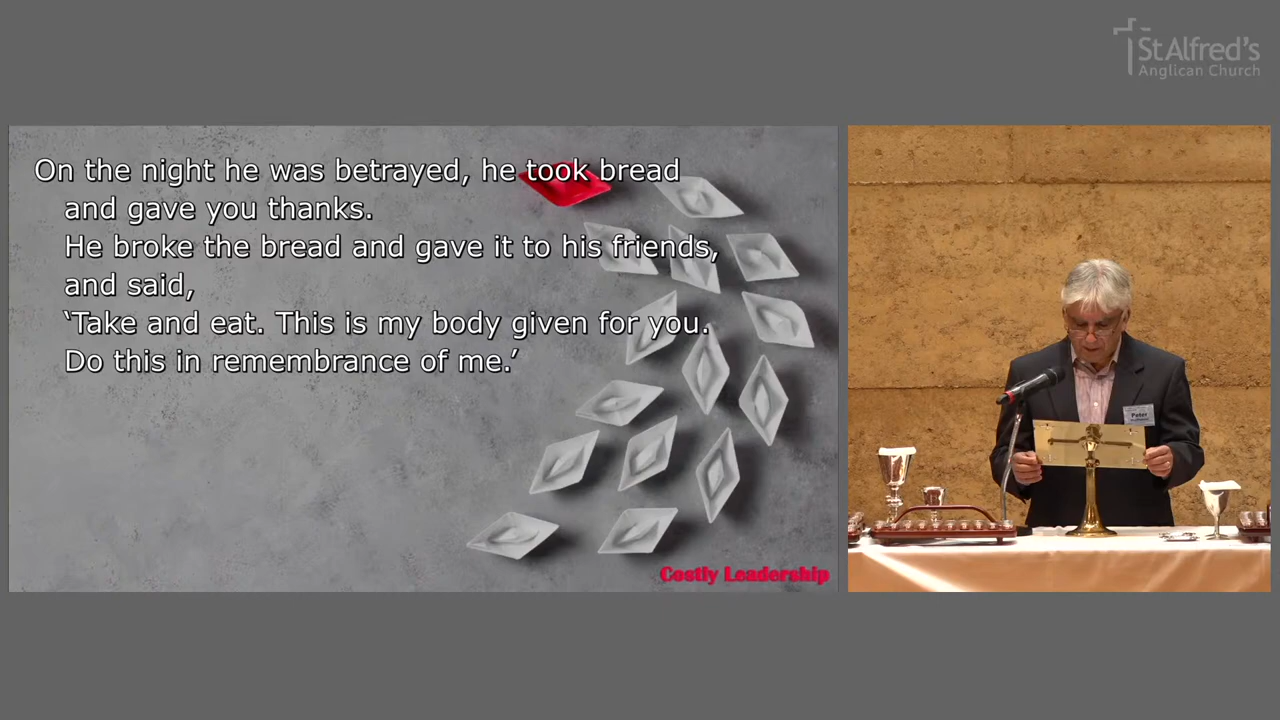 StAlfred's
Anglican Church
On the night he was betrayed, he took bread
and gave you thanks.
He broke the bread and gave it to his friends,
and said,
‘Take and eat. This is my body given for you.
Do this in remembrance of me.’
Costly Leadership
Peter